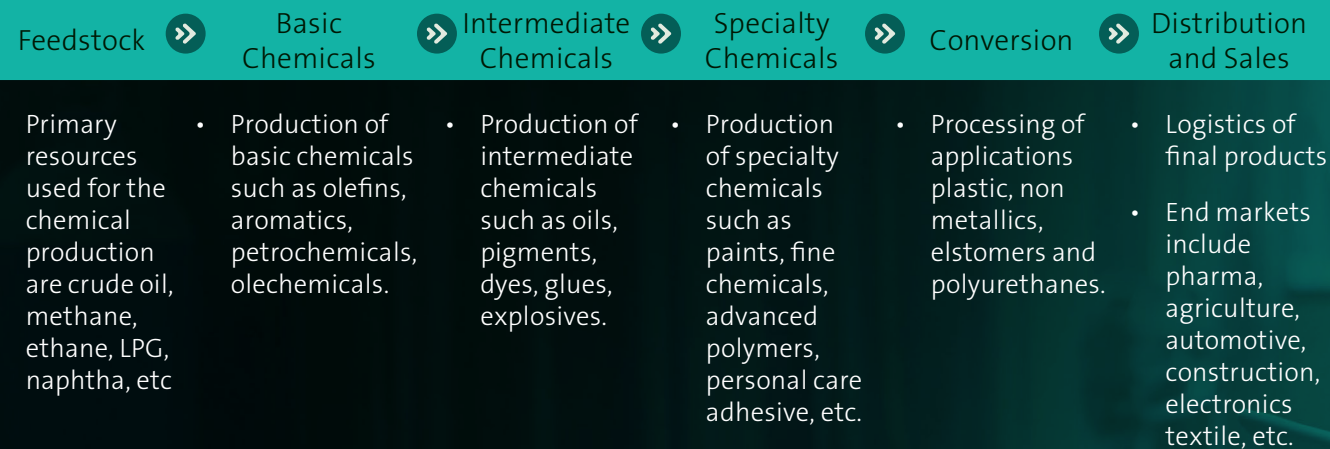 Feedstock
Basic
Chemicals
Intermediate
Chemicals
Specialty
Chemicals
Conversion
Distribution
and Sales
Primary
resources
used for the
chemical
production
are crude oil,
methane,
ethane, LPG,
naphtha, etc
• Production of
basic chemicals
such as olefins,
aromatics,
petrochemicals,
olechemicals.
• Production of
intermediate
chemicals
such as oils,
pigments,
dyes, glues,
explosives.
• Production
of specialty
chemicals
such as
paints, fine
chemicals,
advanced
polymers,
personal care
adhesive, etc.
• Processing of
applications
plastic, non
metallics,
elstomers and
polyurethanes.
• Logistics of
final products
• End markets
include
pharma,
agriculture,
automotive,
construction,
electronics
textile, etc.